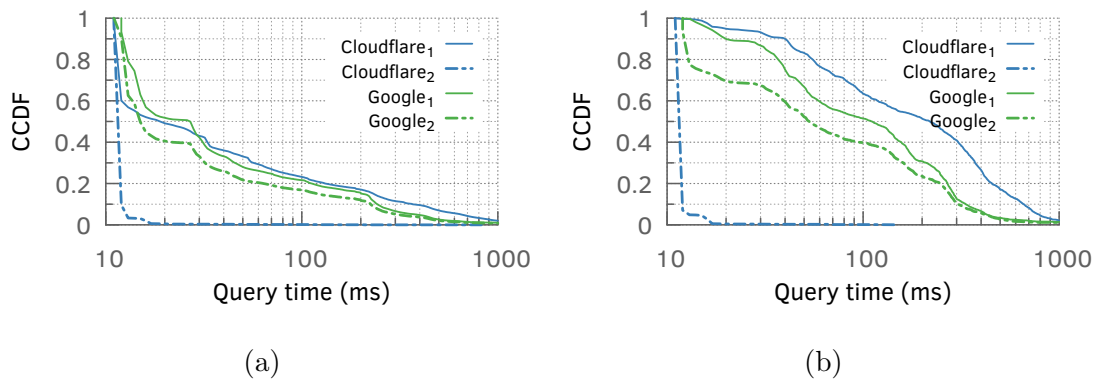 CCDF
1
0.8
0.6
0.4
0.2
0
10 100 1000
Query time (ms)
Cloudflare₁
Cloudflare₂
Google₁
Google₂
(a)
CCDF
1
0.8
0.6
0.4
0.2
0
10 100 1000
Query time (ms)
Cloudflare₁
Cloudflare₂
Google₁
Google₂
(b)